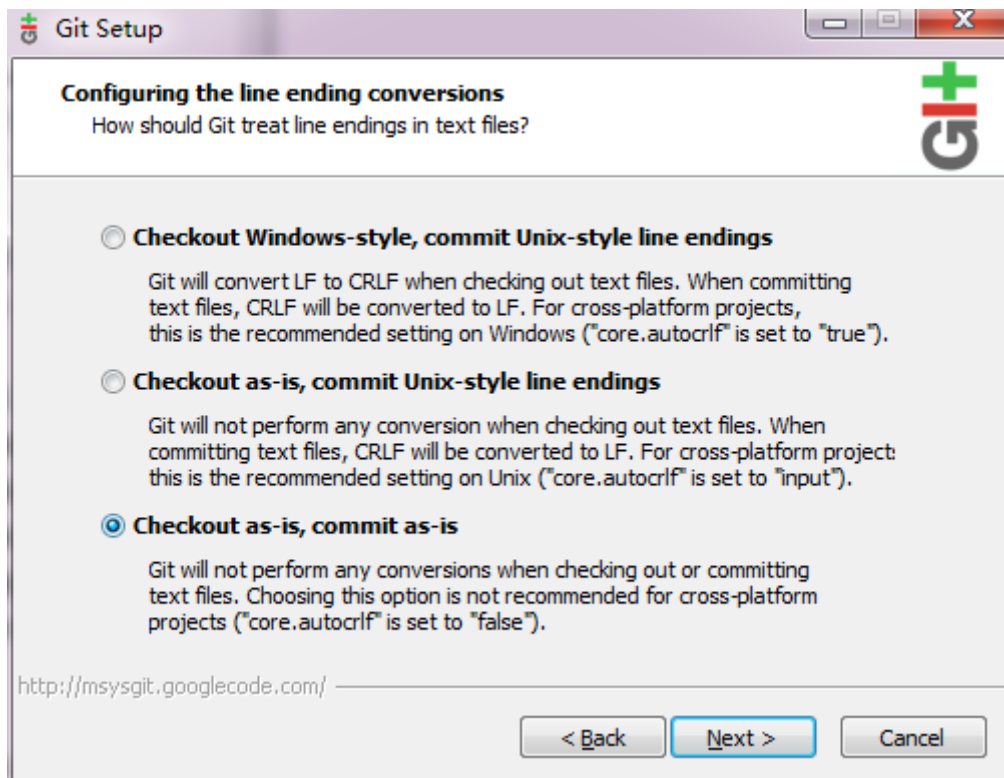 Git Setup
Configuring the line ending conversions
How should Git treat line endings in text files?
Git
Checkout Windows-style, commit Unix-style line endings
Git will convert LF to CRLF when checking out text files. When committing
text files, CRLF will be converted to LF. For cross-platform projects,
this is the recommended setting on Windows ("core.autocrlf" is set to "true").
Checkout as-is, commit Unix-style line endings
Git will not perform any conversion when checking out text files. When
committing text files, CRLF will be converted to LF. For cross-platform projects
this is the recommended setting on Unix ("core.autocrlf" is set to "input").
Checkout as-is, commit as-is
Git will not perform any conversions when checking out or committing
text files. Choosing this option is not recommended for cross-platform
projects ("core.autocrlf" is set to "false").
http://msysgit.googlecode.com/
< Back
Next >
Cancel